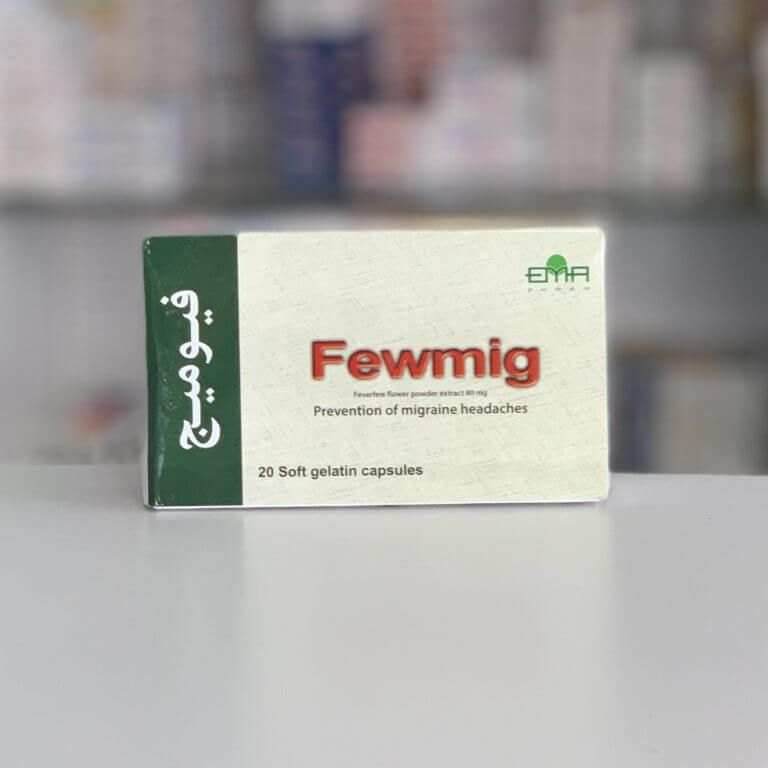 فيوميج
EMA
PHARM
Fewmig
Feverfew flower powder extract 80 mg
Prevention of migraine headaches
20 Soft gelatin capsules